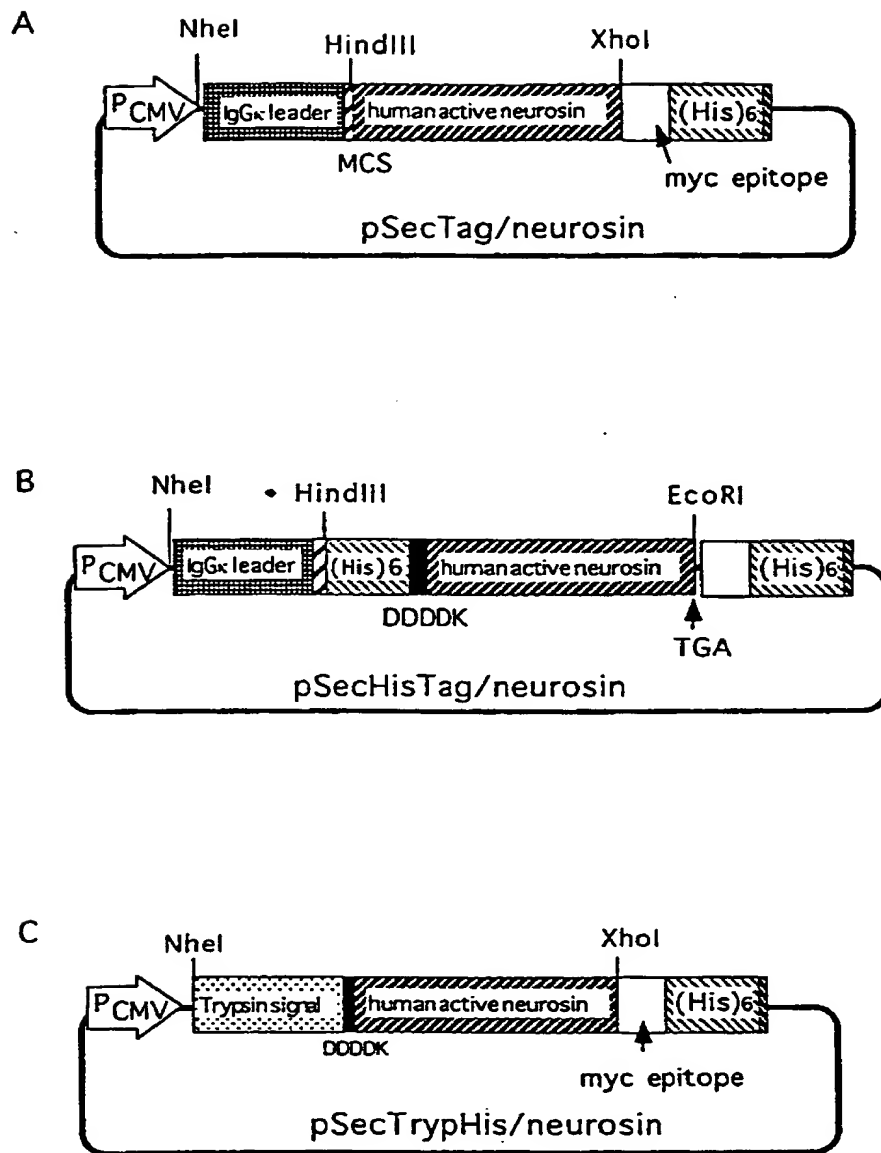 A
NheI
HindIII
XhoI
PCMV
IgGκ leader
human active neurosin
(His)6
MCS
myc epitope
pSecTag/neurosin
B
NheI
HindIII
EcoRI
PCMV
IgGκ leader
(His)6
human active neurosin
(His)6
DDDDK
TGA
pSecHisTag/neurosin
C
NheI
XhoI
PCMV
Trypsin signal
human active neurosin
(His)6
DDDDK
myc epitope
pSecTrypHis/neurosin